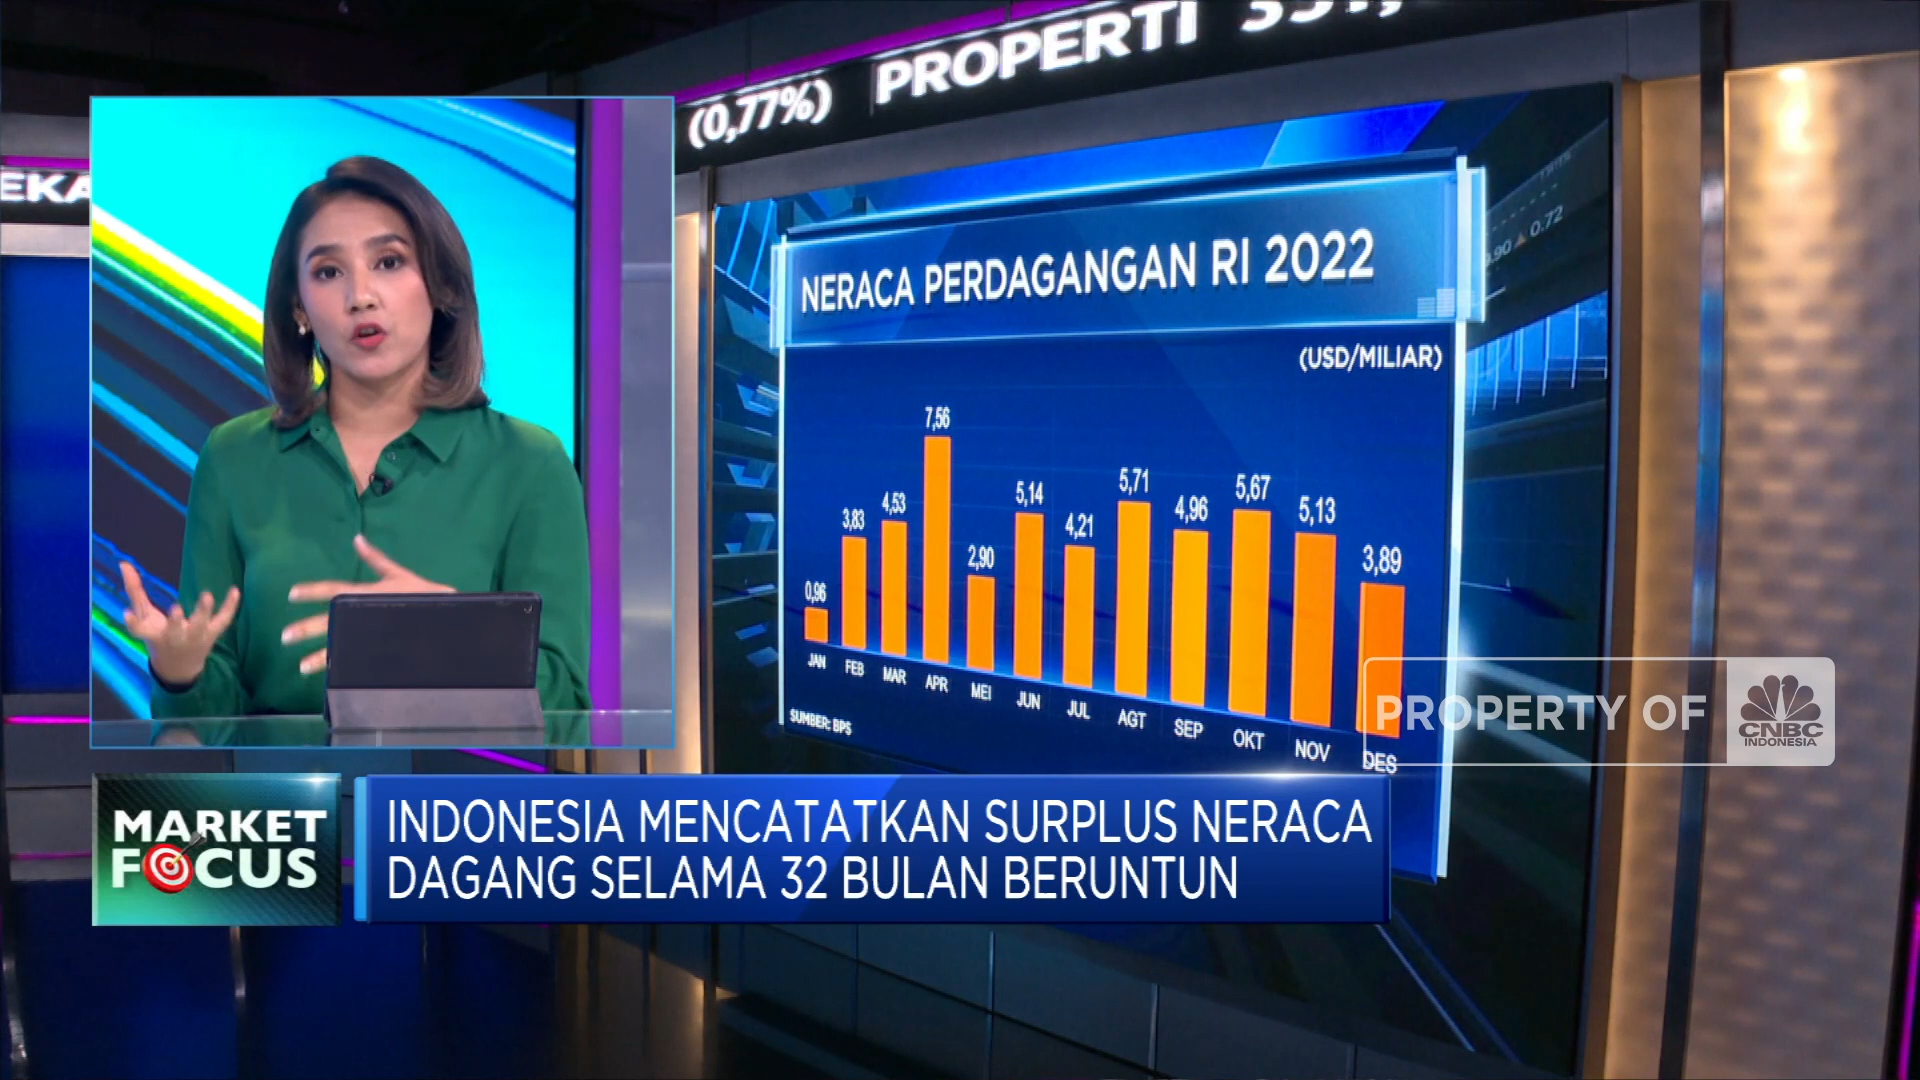 (0,77%) PROPERTI
EKA
0.72
NERACA PERDAGANGAN RI 2022
(USD/MILIAR)
0,96
3,83
4,53
7,56
2,90
5,14
4,21
5,71
4,96
5,67
5,13
3,89
JAN
FEB
MAR
APR
MEI
JUN
JUL
AGT
SEP
OKT
NOV
DES
SUMBER: BPS
PROPERTY OF
CNBC
INDONESIA
MARKET
FOCUS
INDONESIA MENCATATKAN SURPLUS NERACA
DAGANG SELAMA 32 BULAN BERUNTUN